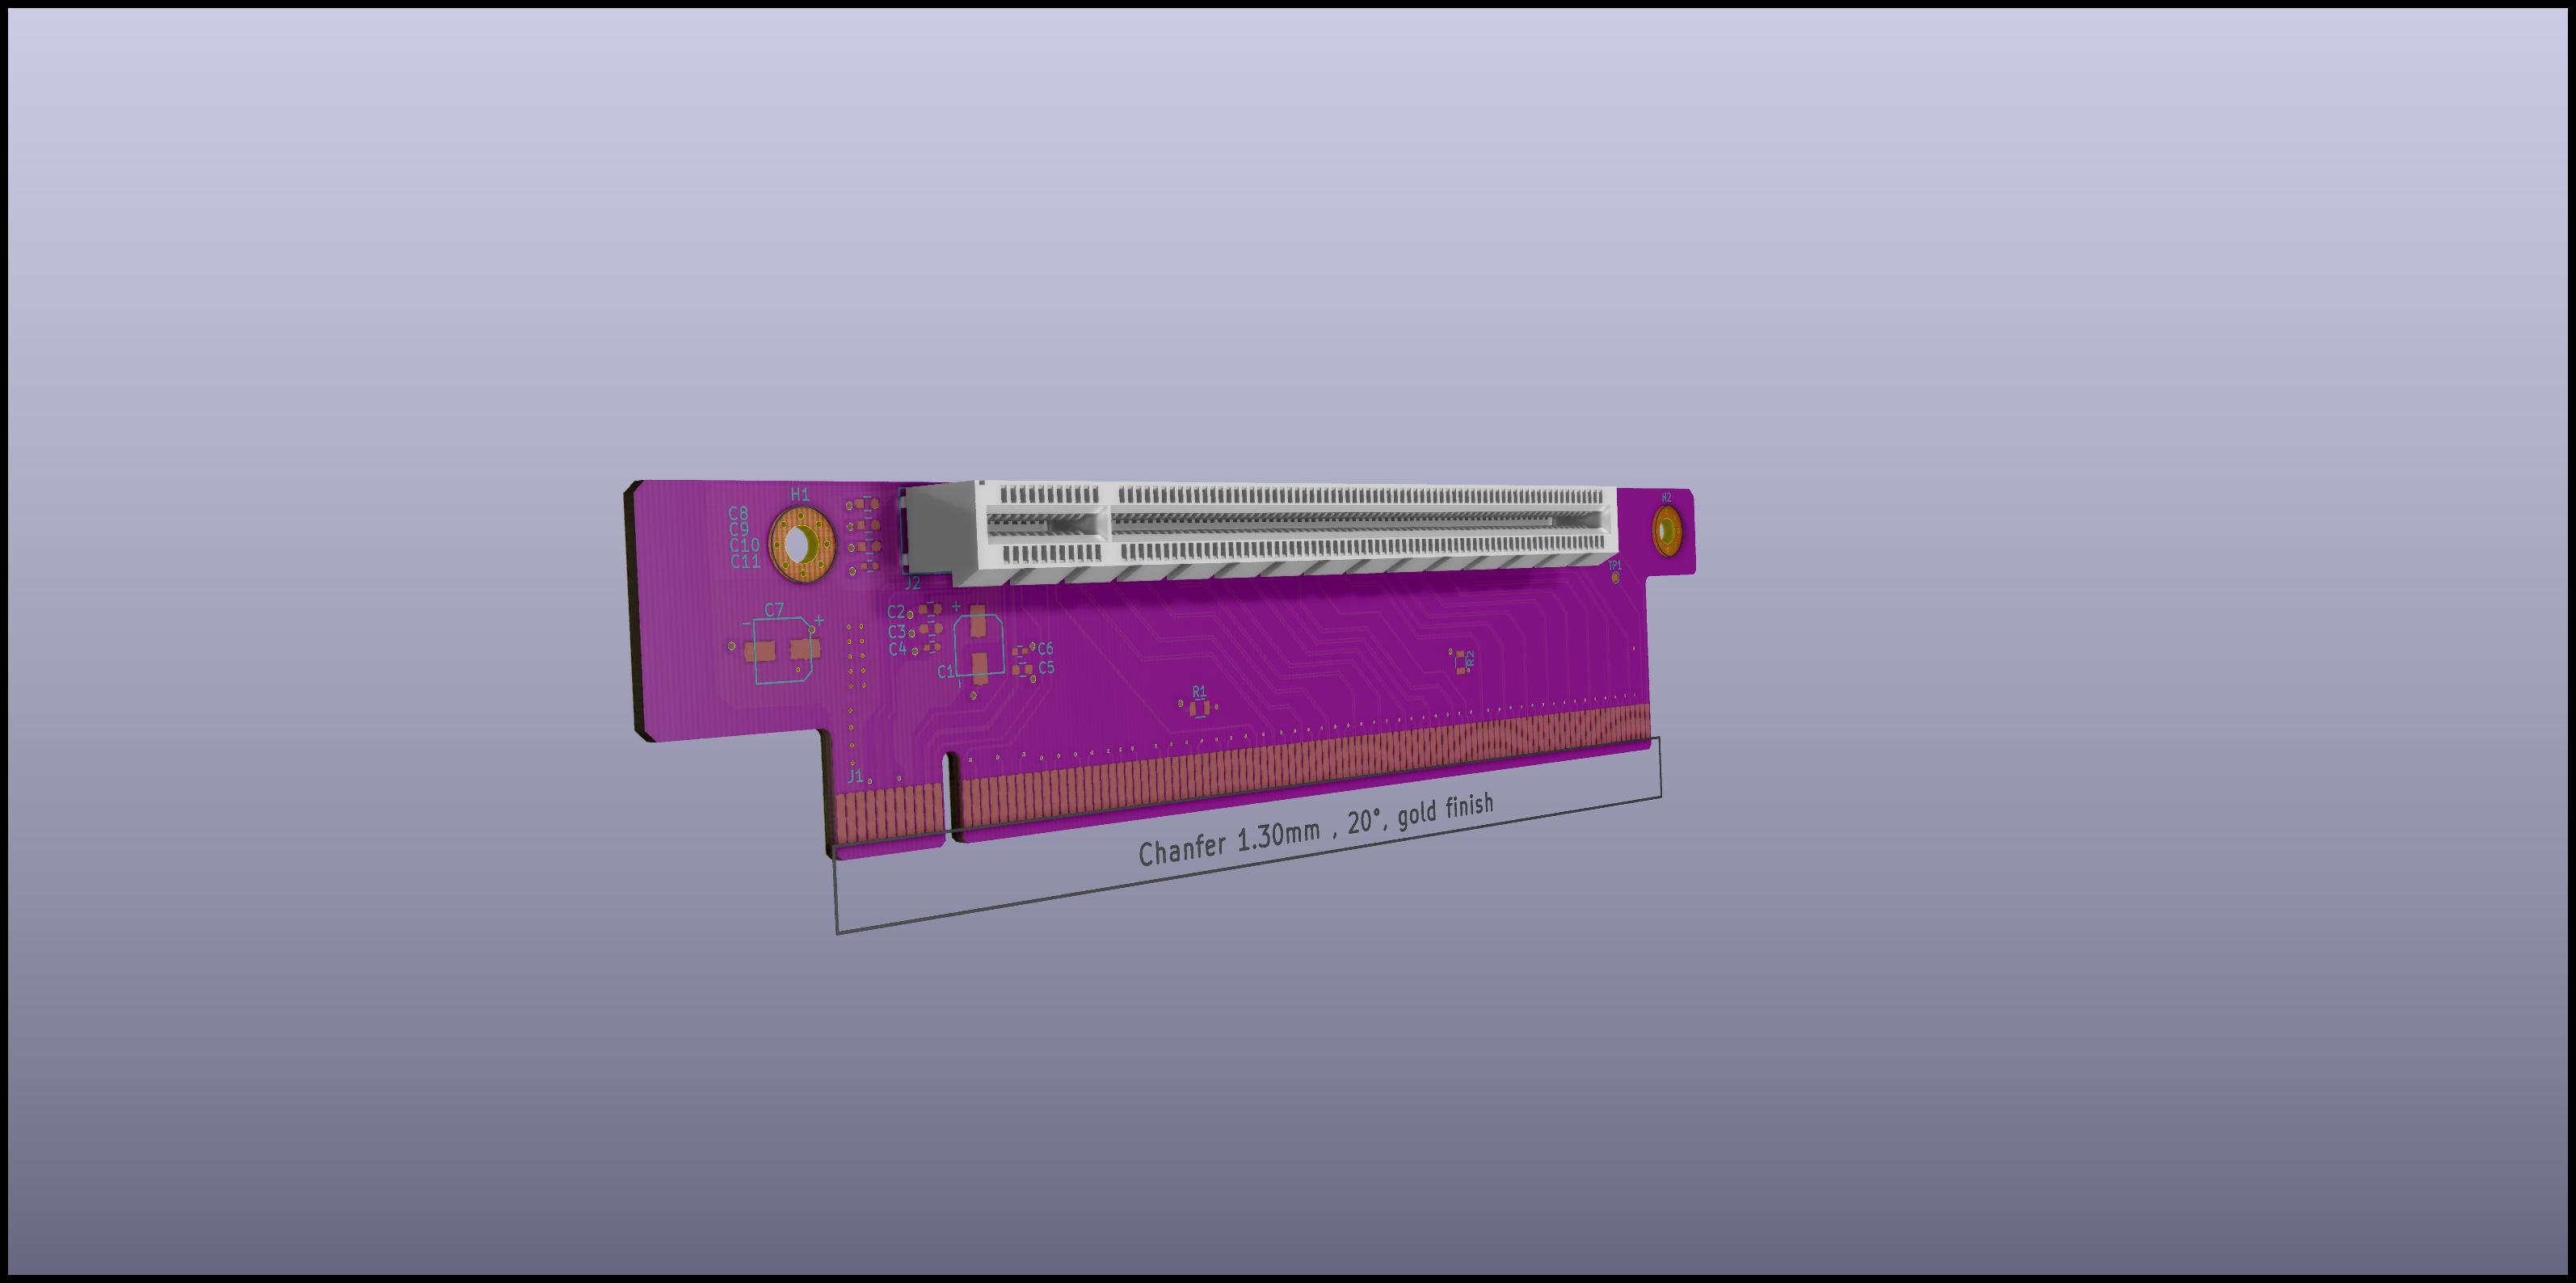 H1
H2
C8
C9
C10
C11
J2
TP1
C7
- +
C2
C3
C4
+
C1
-
C6
C5
R2
R1
J1
Chanfer 1.30mm , 20°, gold finish